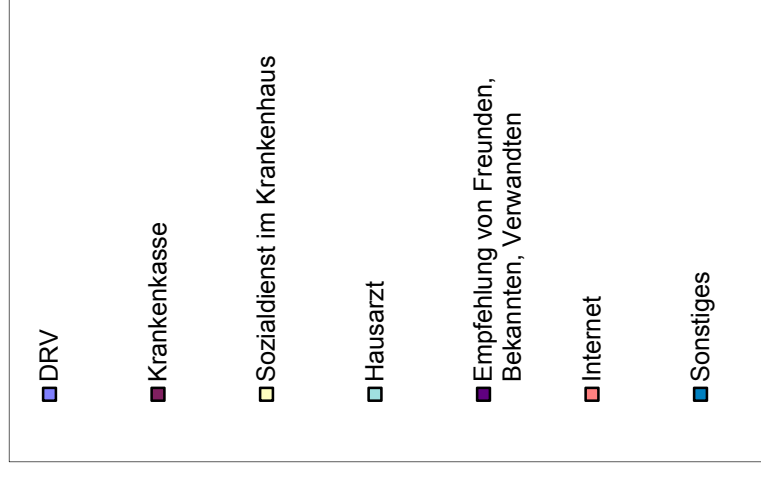 DRV
Krankenkasse
Sozialdienst im Krankenhaus
Hausarzt
Empfehlung von Freunden,
Bekannten, Verwandten
Internet
Sonstiges